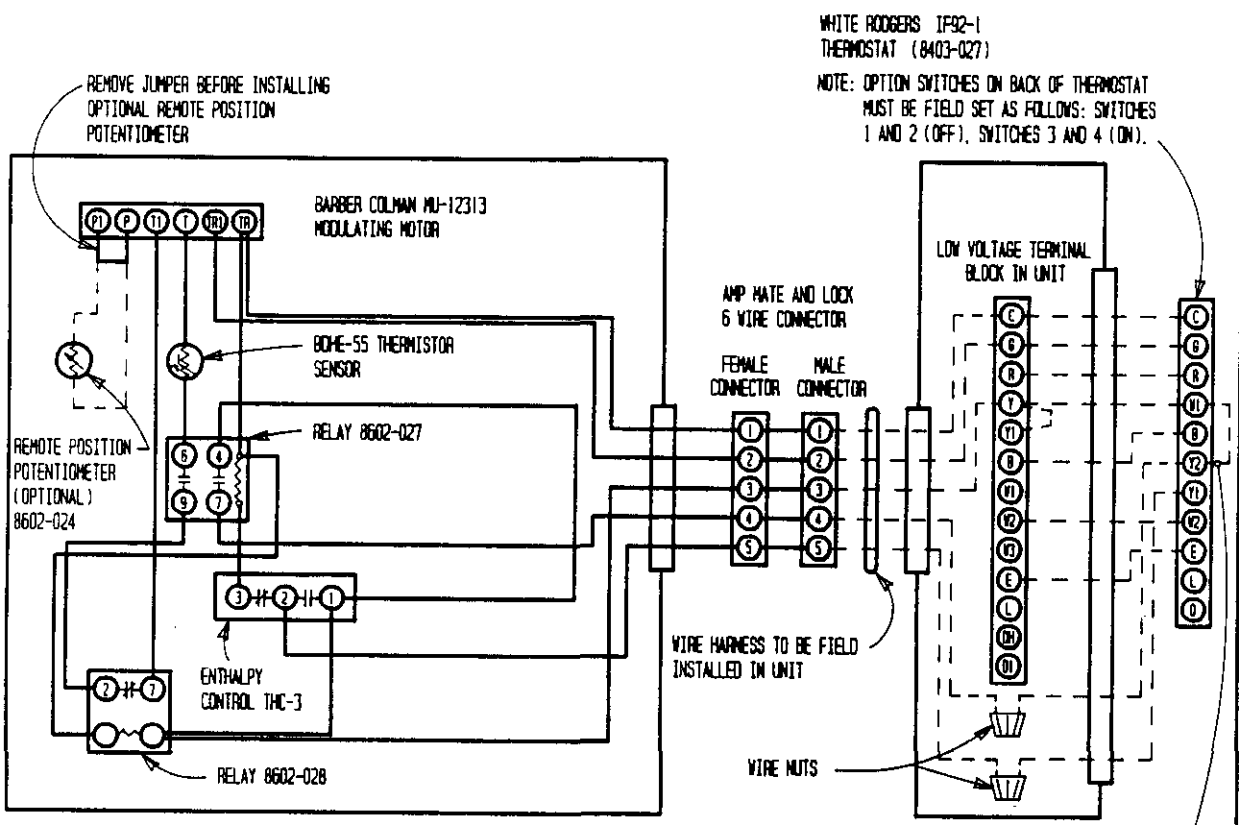 WHITE RODGERS IF92-1
THERMOSTAT (8403-027)
NOTE: OPTION SWITCHES ON BACK OF THERMOSTAT
MUST BE FIELD SET AS FOLLOWS: SWITCHES
1 AND 2 (OFF), SWITCHES 3 AND 4 (ON).
REMOVE JUMPER BEFORE INSTALLING
OPTIONAL REMOTE POSITION
POTENTIOMETER
P1 P T1 T TR1 TR
BARBER COLMAN MU-12313
MODULATING MOTOR
LOW VOLTAGE TERMINAL
BLOCK IN UNIT
AMP MATE AND LOCK
6 WIRE CONNECTOR
FEMALE
CONNECTOR
MALE
CONNECTOR
BDHE-55 THERMISTOR
SENSOR
RELAY 8602-027
REMOTE POSITION
POTENTIOMETER
(OPTIONAL)
8602-024
6 4
9 7
3 2 1
ENTHALPY
CONTROL THC-3
2 7
RELAY 8602-028
1 1
2 2
3 3
4 4
5 5
WIRE HARNESS TO BE FIELD
INSTALLED IN UNIT
WIRE NUTS
G
R
Y
Y1
B
E
L
C
G
R
B
Y2
Y1
W2
E
L
O